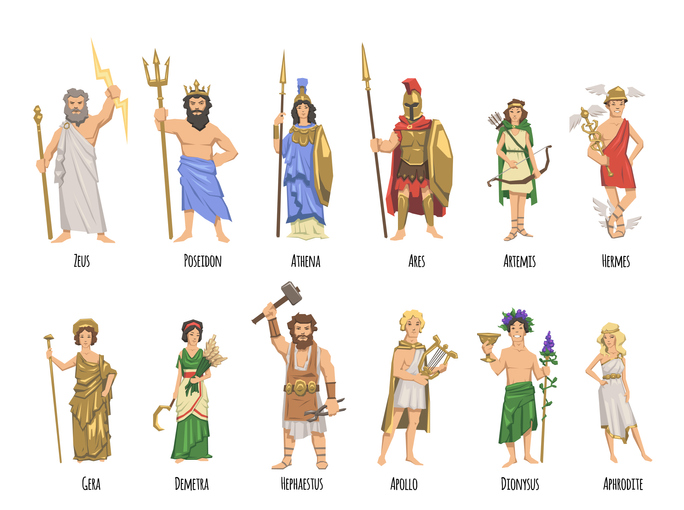 Zeus Poseidon Athena Ares Artemis Hermes
Gera Demetra Hephaestus Apollo Dionysus Aphrodite